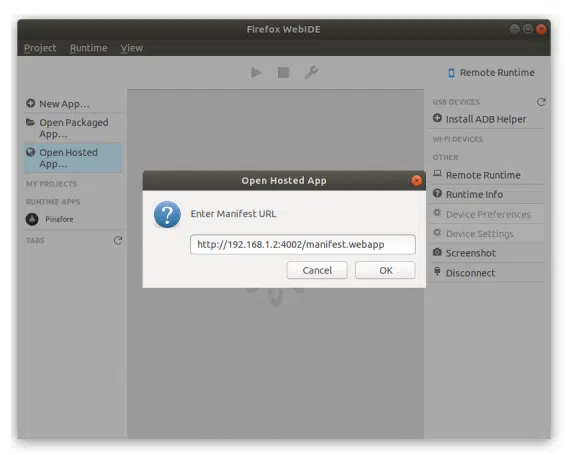 Firefox WebIDE
Project Runtime View
Remote Runtime
New App...
Open Packaged
App...
Open Hosted
App...
MY PROJECTS
RUNTIME APPS
Pinafore
TABS
Open Hosted App
Enter Manifest URL
http://192.168.1.2:4002/manifest.webapp
Cancel OK
USB DEVICES
Install ADB Helper
WI-FI DEVICES
OTHER
Remote Runtime
Runtime Info
Device Preferences
Device Settings
Screenshot
Disconnect